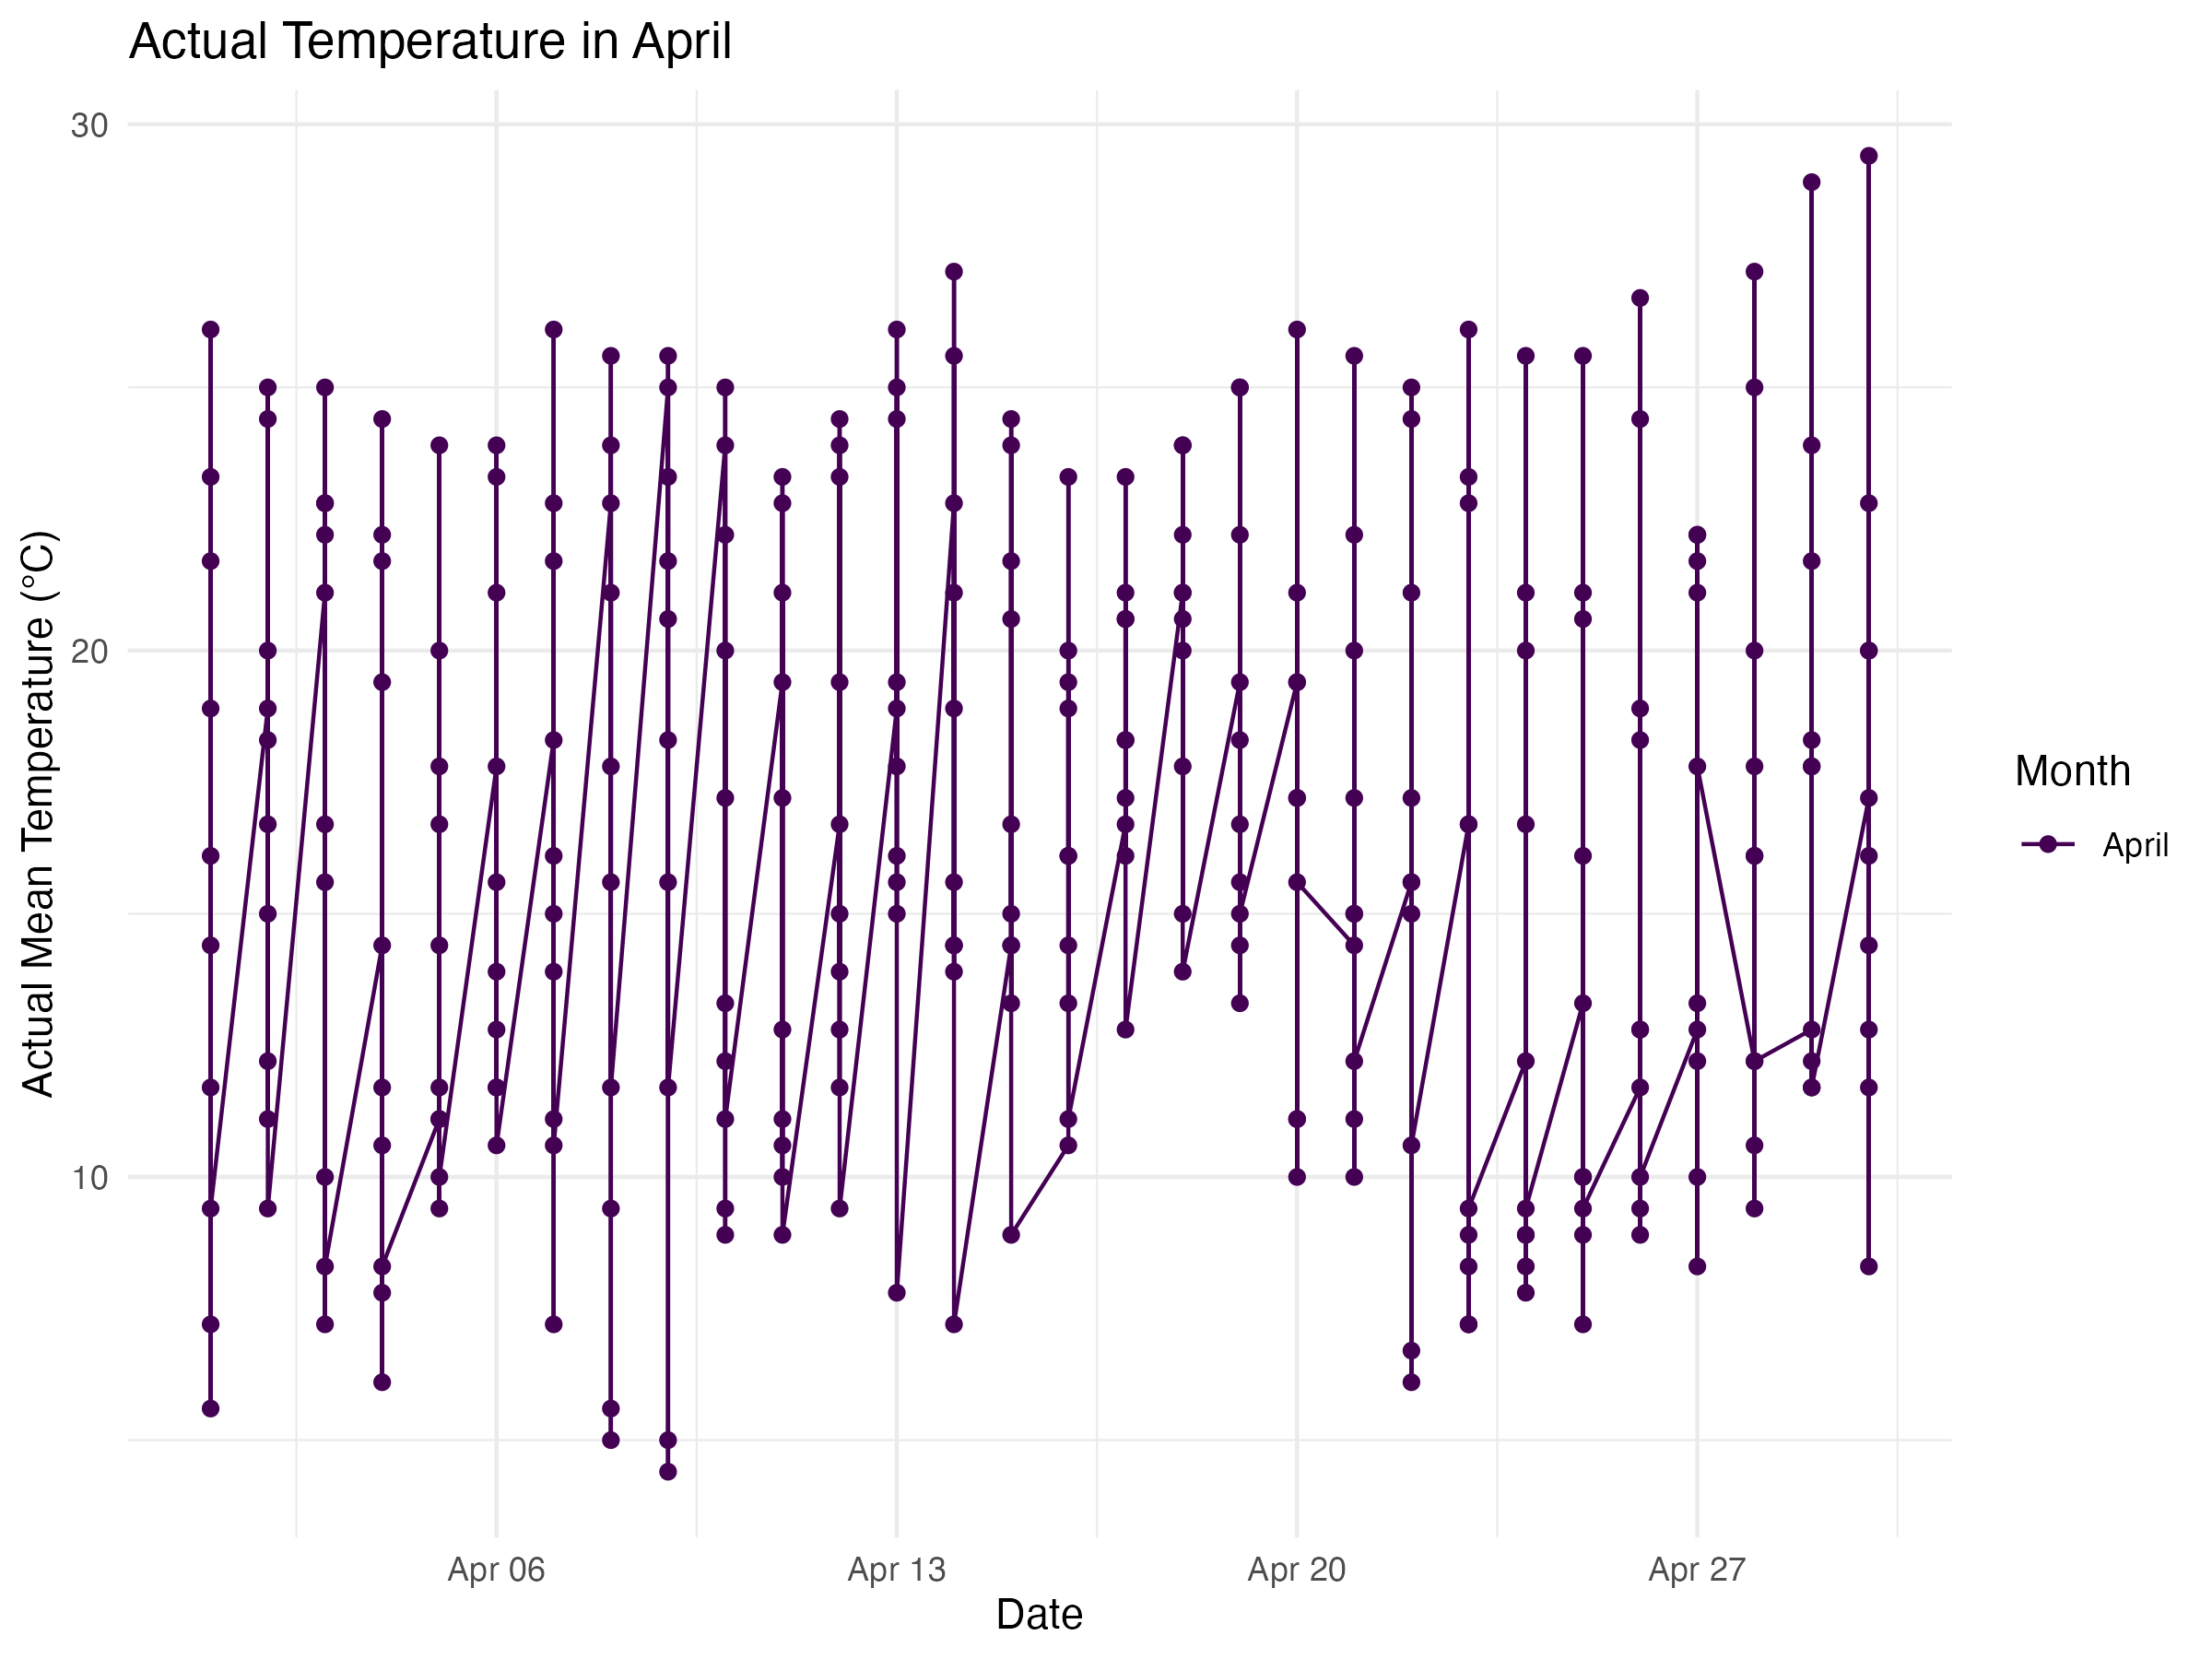 Actual Temperature in April
30
20
10
Actual Mean Temperature (°C)
Apr 06
Apr 13
Apr 20
Apr 27
Date
Month
April